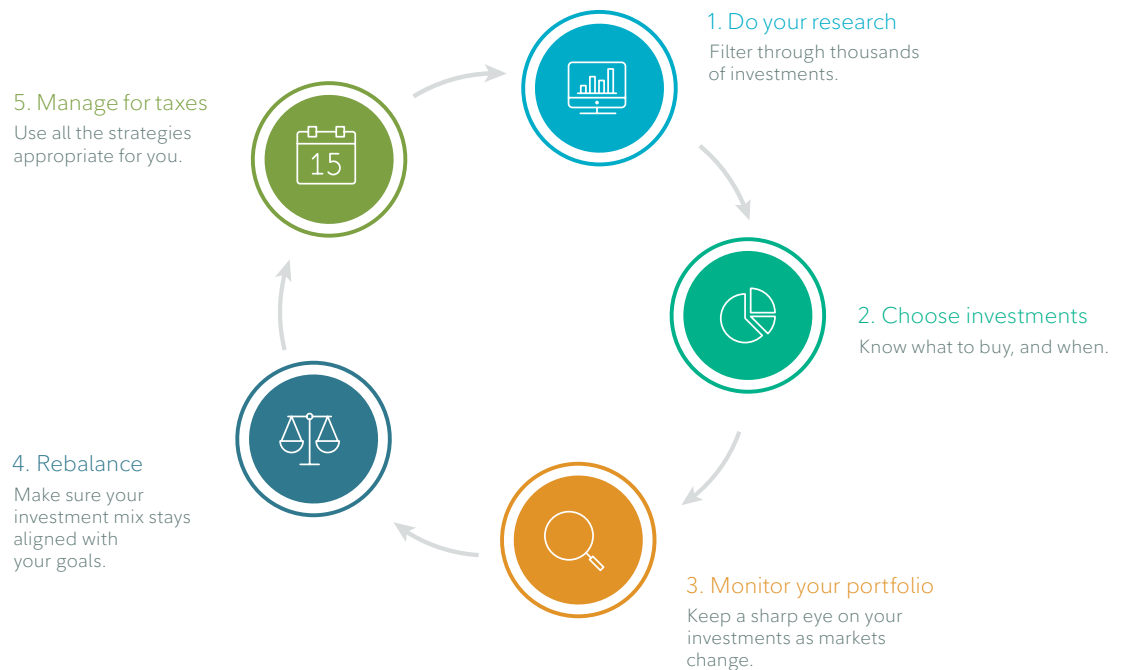 1. Do your research
Filter through thousands
of investments.
2. Choose investments
Know what to buy, and when.
3. Monitor your portfolio
Keep a sharp eye on your
investments as markets
change.
4. Rebalance
Make sure your
investment mix stays
aligned with
your goals.
5. Manage for taxes
Use all the strategies
appropriate for you.
15